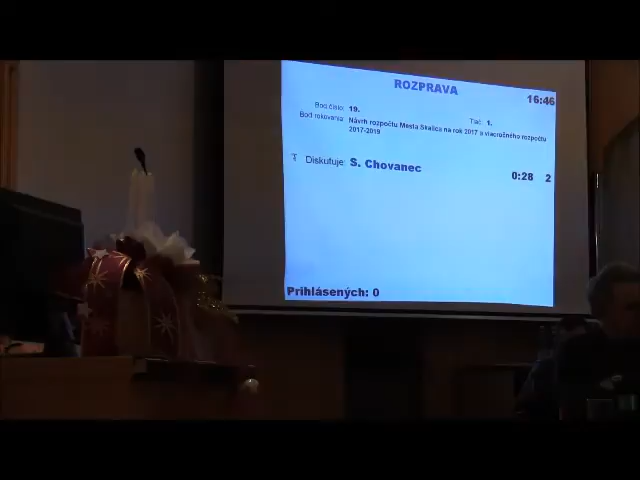 ROZPRAVA
16:46
Bod číslo: 19. Tlač: 1.
Bod rokovania: Návrh rozpočtu Mesta Skalica na rok 2017 a viacročného rozpočtu
2017-2019
Diskutuje: S. Chovanec 0:28 2
Prihlásených: 0